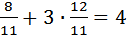 8/11 + 3 · 12/11 = 4